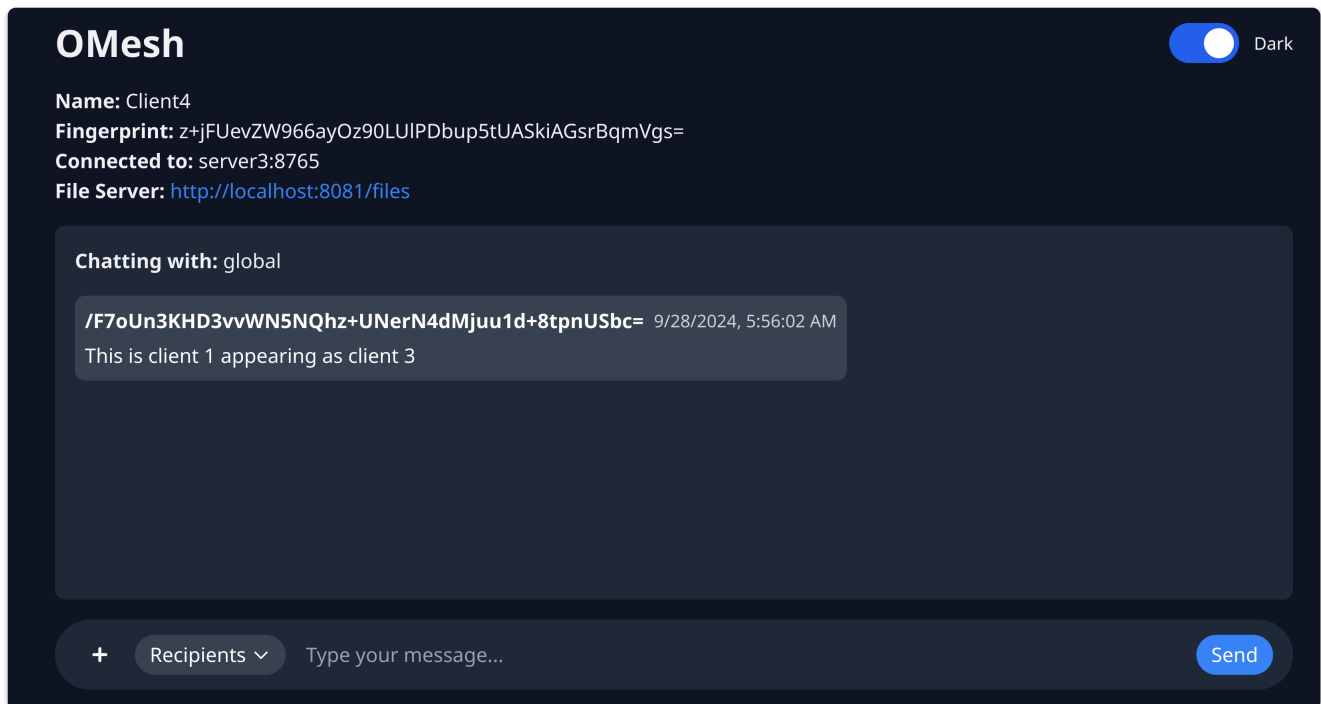 OMesh
Dark
Name: Client4
Fingerprint: z+jFUevZW966ayOz90LUlPDbup5tUASkiAGsrBqmVgs=
Connected to: server3:8765
File Server: http://localhost:8081/files
Chatting with: global
/F7oUn3KHD3vvWN5NQhz+UNerN4dMjuu1d+8tpnUSbc= 9/28/2024, 5:56:02 AM
This is client 1 appearing as client 3
+ Recipients Type your message... Send